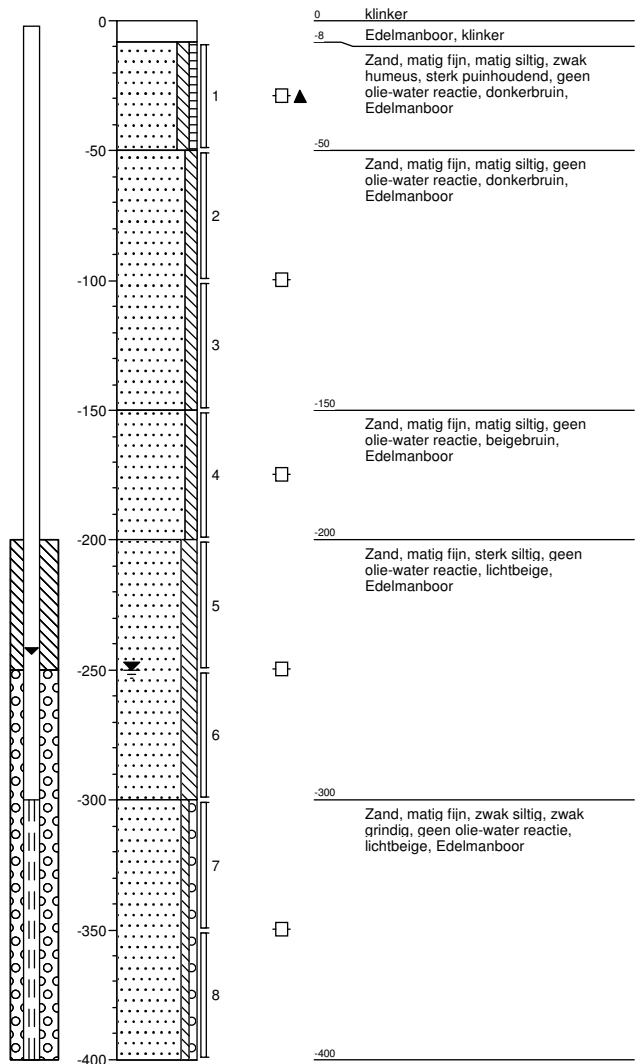 0
-50
-100
-150
-200
-250
-300
-350
-400
1
2
3
4
5
6
7
8
0
klinker
-8
Edelmanboor, klinker
Zand, matig fijn, matig siltig, zwak
humeus, sterk puinhoudend, geen
olie-water reactie, donkerbruin,
Edelmanboor
-50
Zand, matig fijn, matig siltig, geen
olie-water reactie, donkerbruin,
Edelmanboor
-150
Zand, matig fijn, matig siltig, geen
olie-water reactie, beigebruin,
Edelmanboor
-200
Zand, matig fijn, sterk siltig, geen
olie-water reactie, lichtbeige,
Edelmanboor
-300
Zand, matig fijn, zwak siltig, zwak
grindig, geen olie-water reactie,
lichtbeige, Edelmanboor
-400